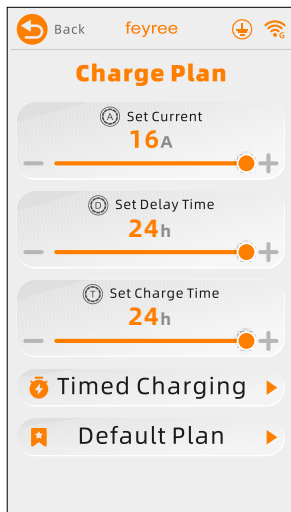 Back
feyree
G
Charge Plan
A Set Current
16A
D Set Delay Time
24h
T Set Charge Time
24h
Timed Charging
Default Plan